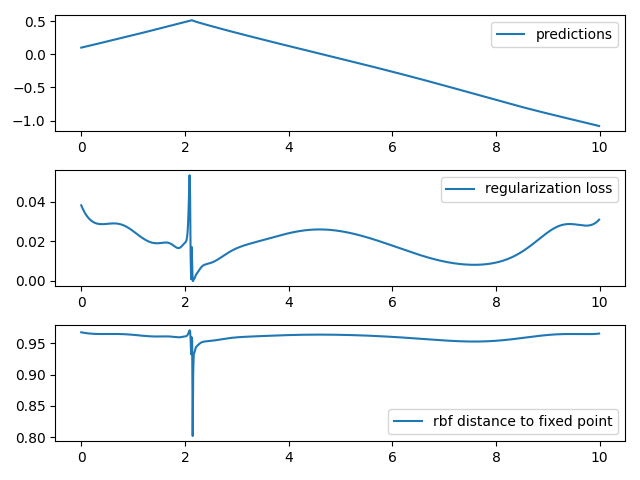 0.5
0.0
−0.5
−1.0
predictions
0 2 4 6 8 10
0.04
0.02
0.00
regularization loss
0 2 4 6 8 10
0.95
0.90
0.85
0.80
rbf distance to fixed point
0 2 4 6 8 10